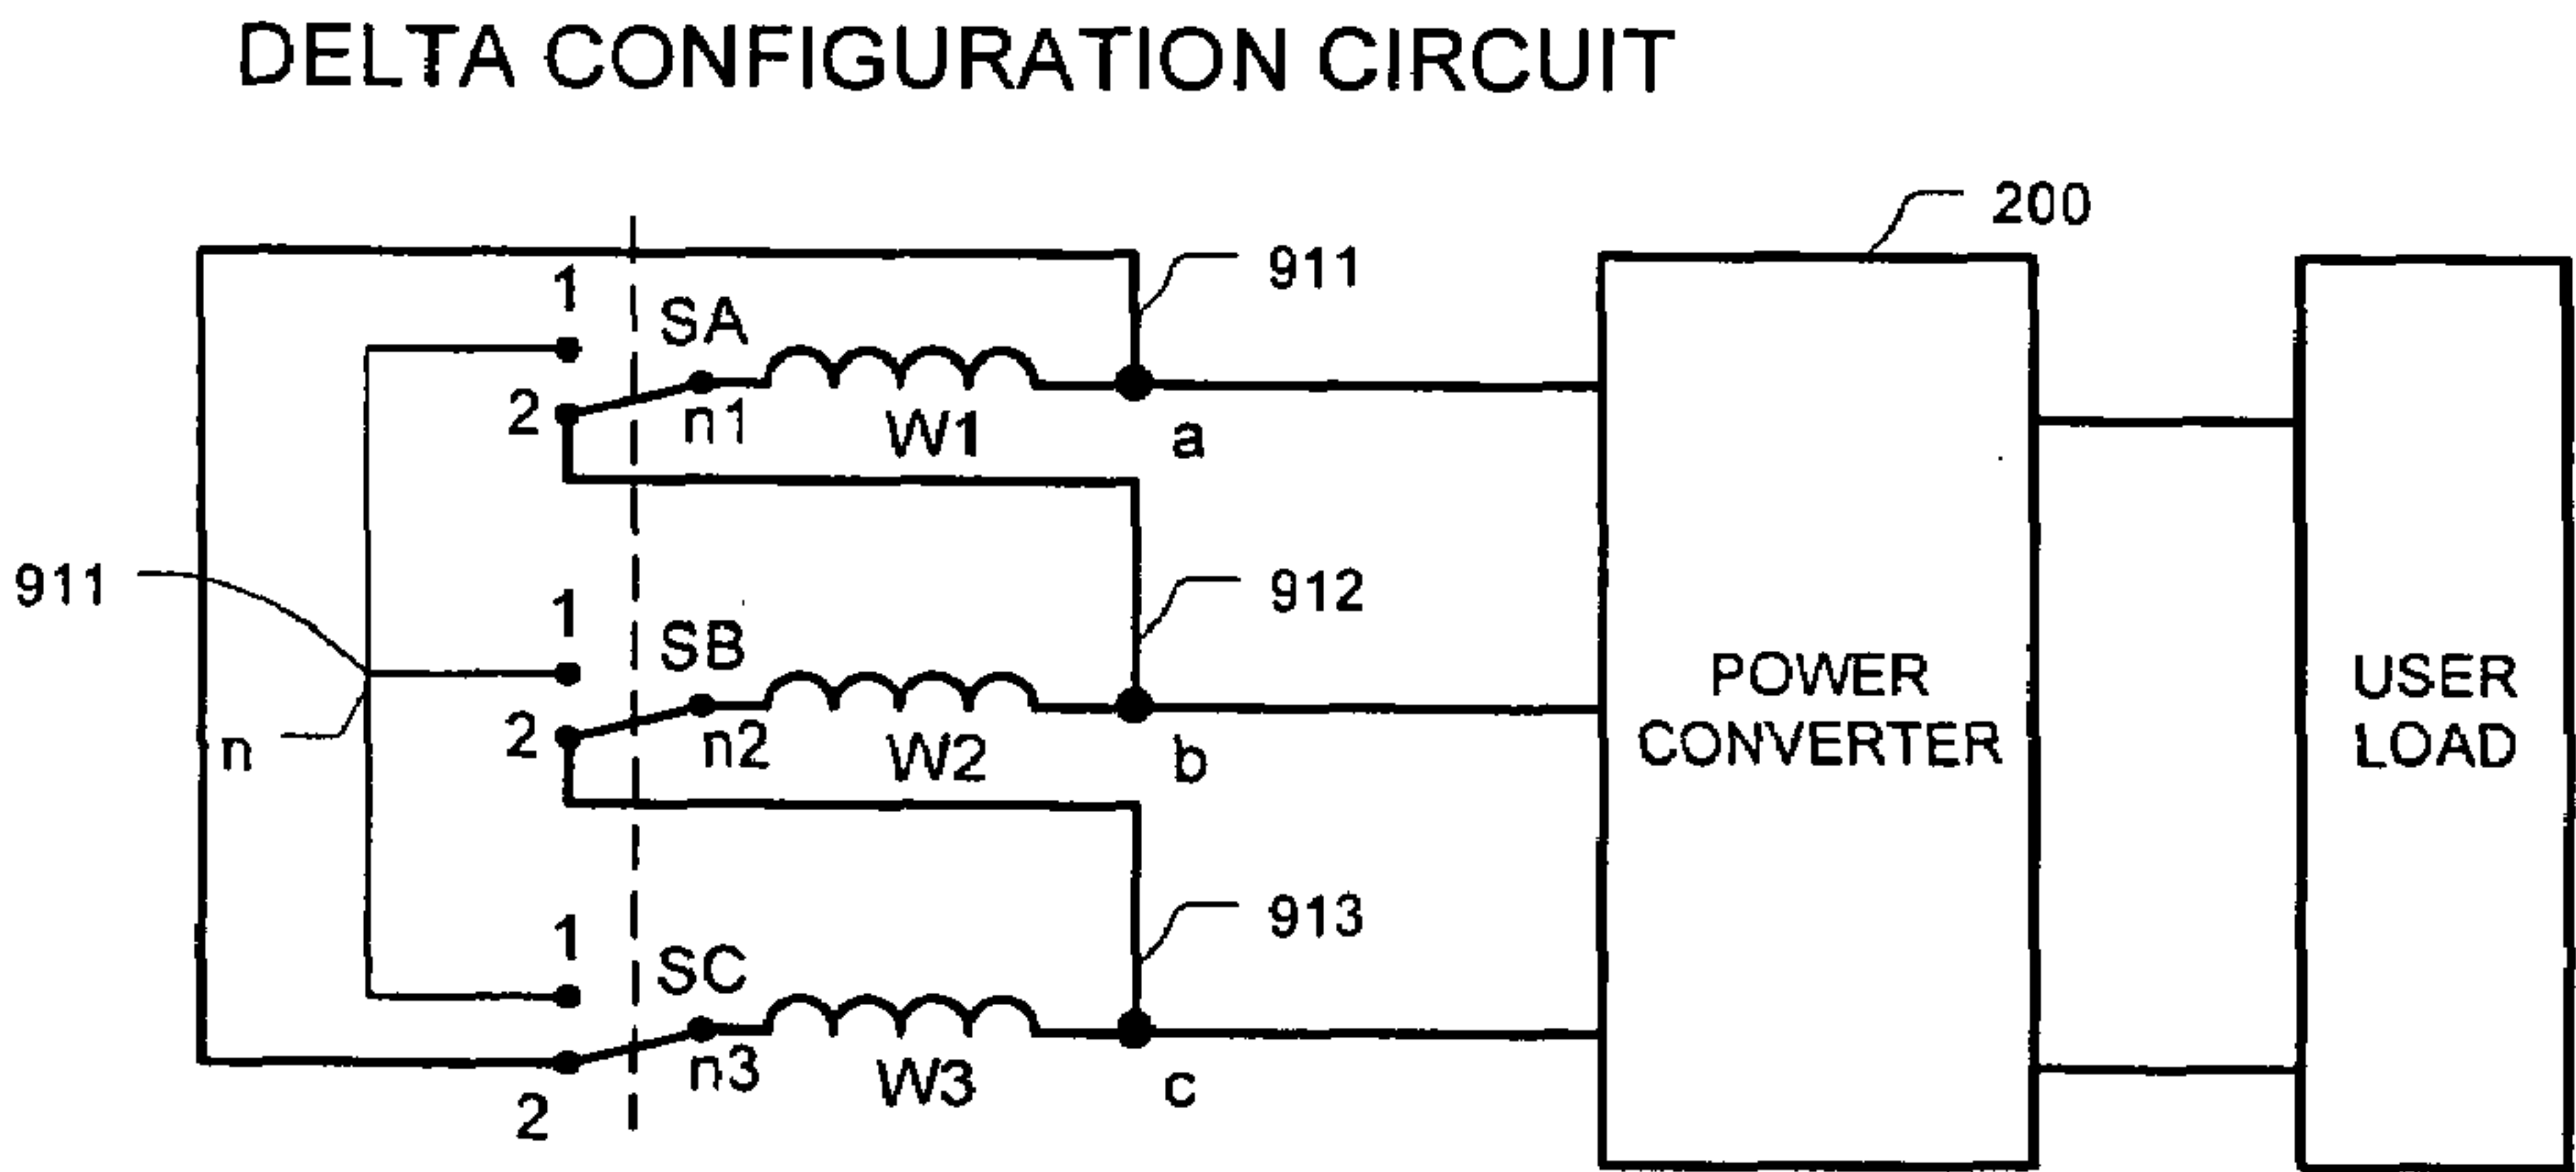 DELTA CONFIGURATION CIRCUIT
200
911
1
SA
2
n1
W1
a
911
1
SB
912
2
n2
W2
b
n
POWER
CONVERTER
USER
LOAD
1
SC
913
2
n3
W3
c